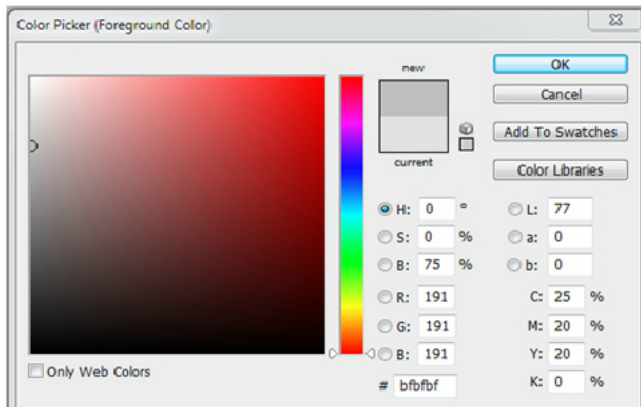 Color Picker (Foreground Color)
new
current
OK
Cancel
Add To Swatches
Color Libraries
H: 0 °
S: 0 %
B: 75 %
R: 191
G: 191
B: 191
# bfbfbf
L: 77
a: 0
b: 0
C: 25 %
M: 20 %
Y: 20 %
K: 0 %
Only Web Colors